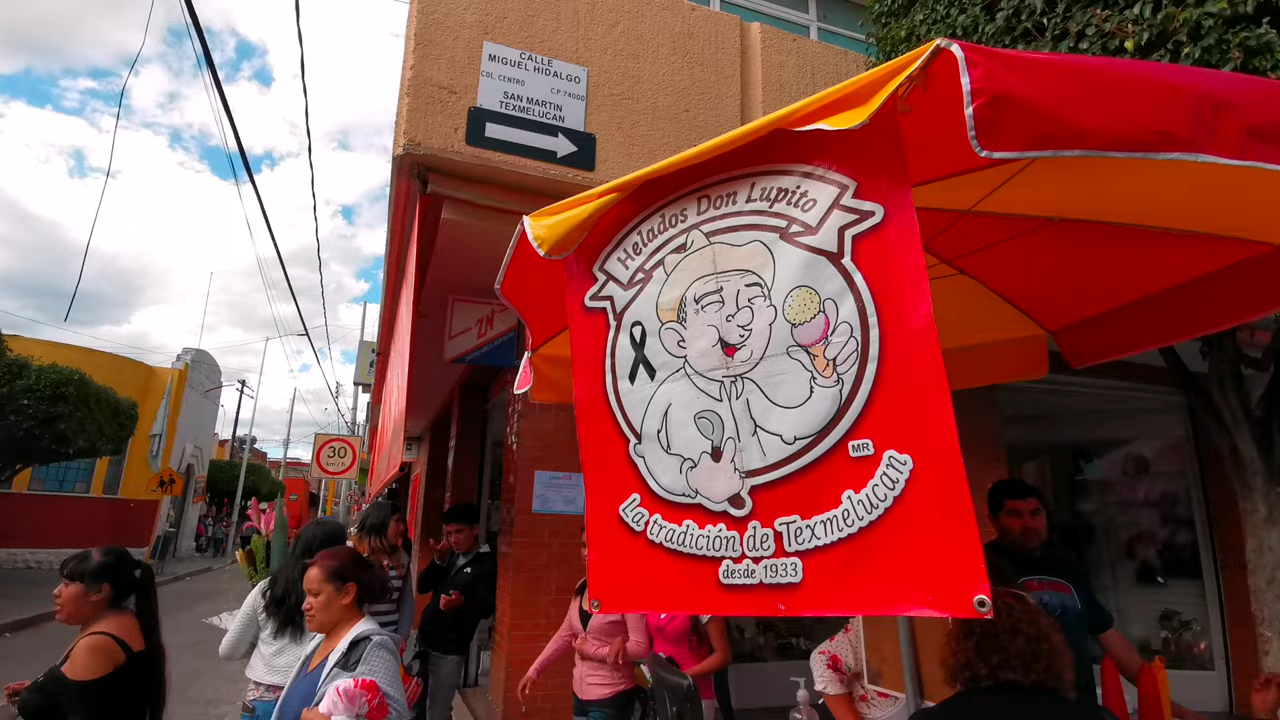 CALLE
MIGUEL HIDALGO
COL. CENTRO
C.P. 74000
SAN MARTIN
TEXMELUCAN
Helados Don Lupito
MR
La tradición de Texmelucan
desde 1933
ZN
30
km/h